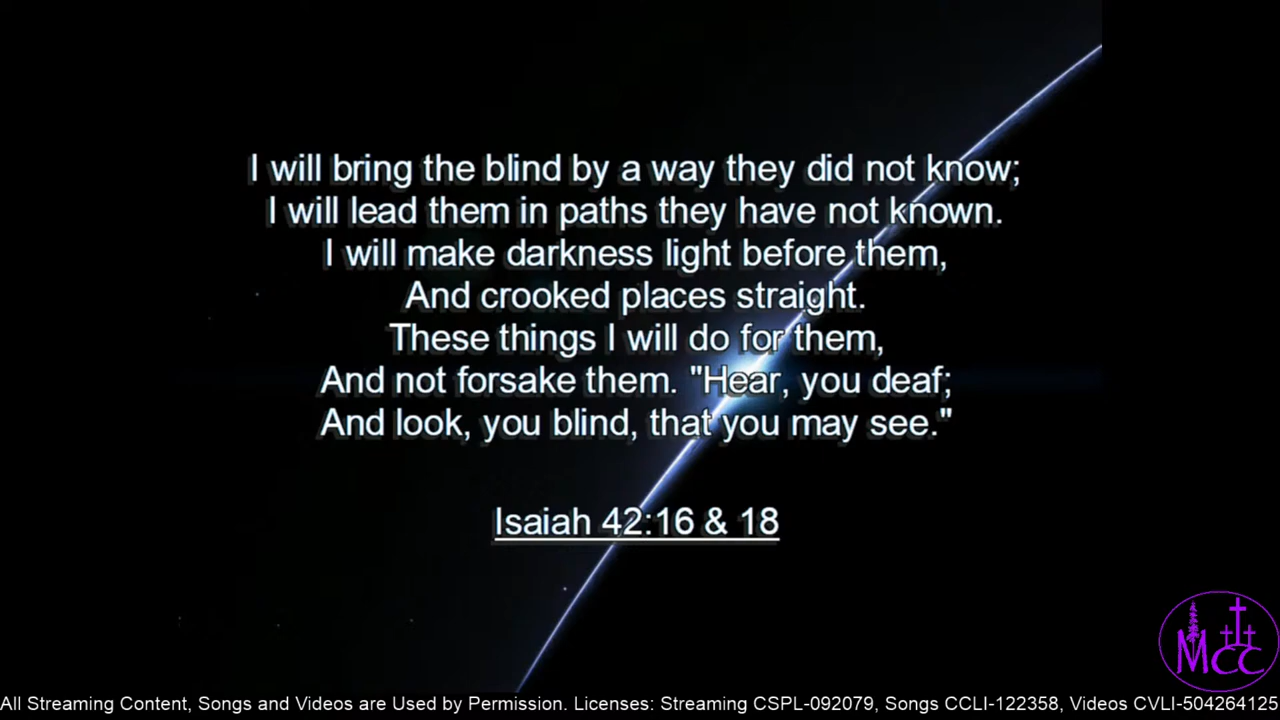 I will bring the blind by a way they did not know;
I will lead them in paths they have not known.
I will make darkness light before them,
And crooked places straight.
These things I will do for them,
And not forsake them. "Hear, you deaf;
And look, you blind, that you may see."
Isaiah 42:16 & 18
MCC
All Streaming Content, Songs and Videos are Used by Permission. Licenses: Streaming CSPL-092079, Songs CCLI-122358, Videos CVLI-504264125